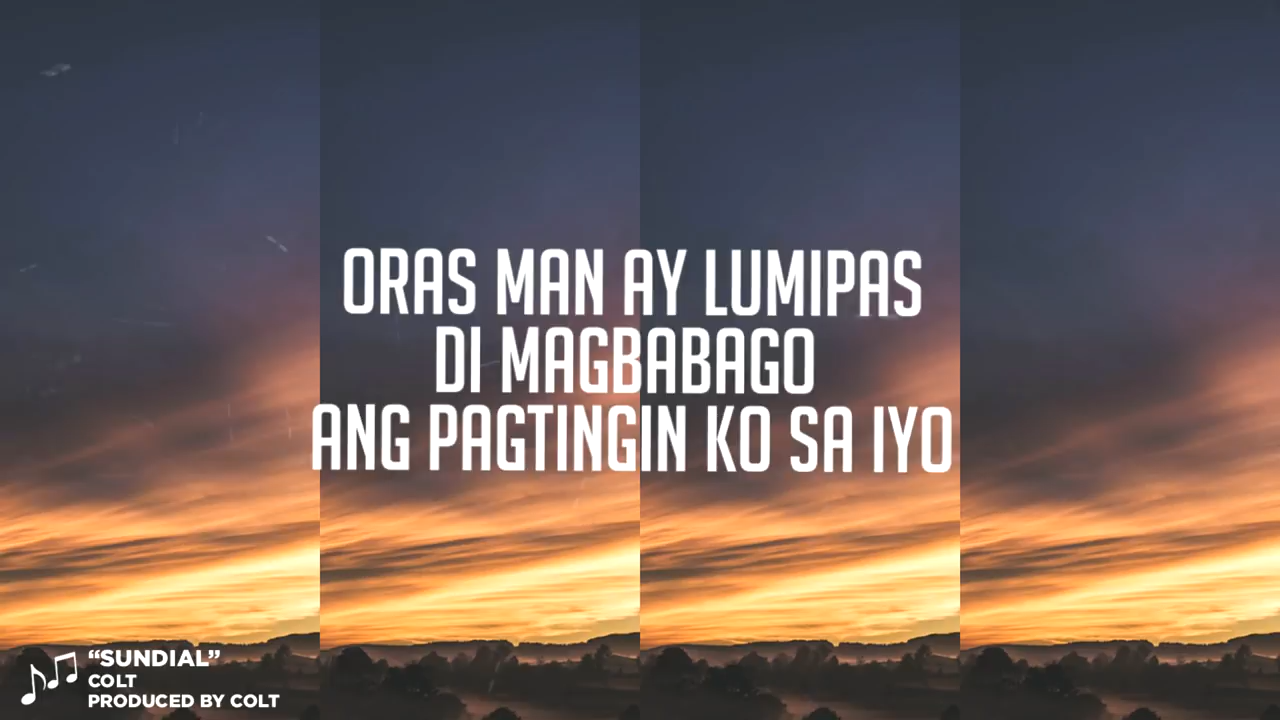 ORAS MAN AY LUMIPAS
DI MAGBABAGO
ANG PAGTINGIN KO SA IYO
“SUNDIAL”
COLT
PRODUCED BY COLT